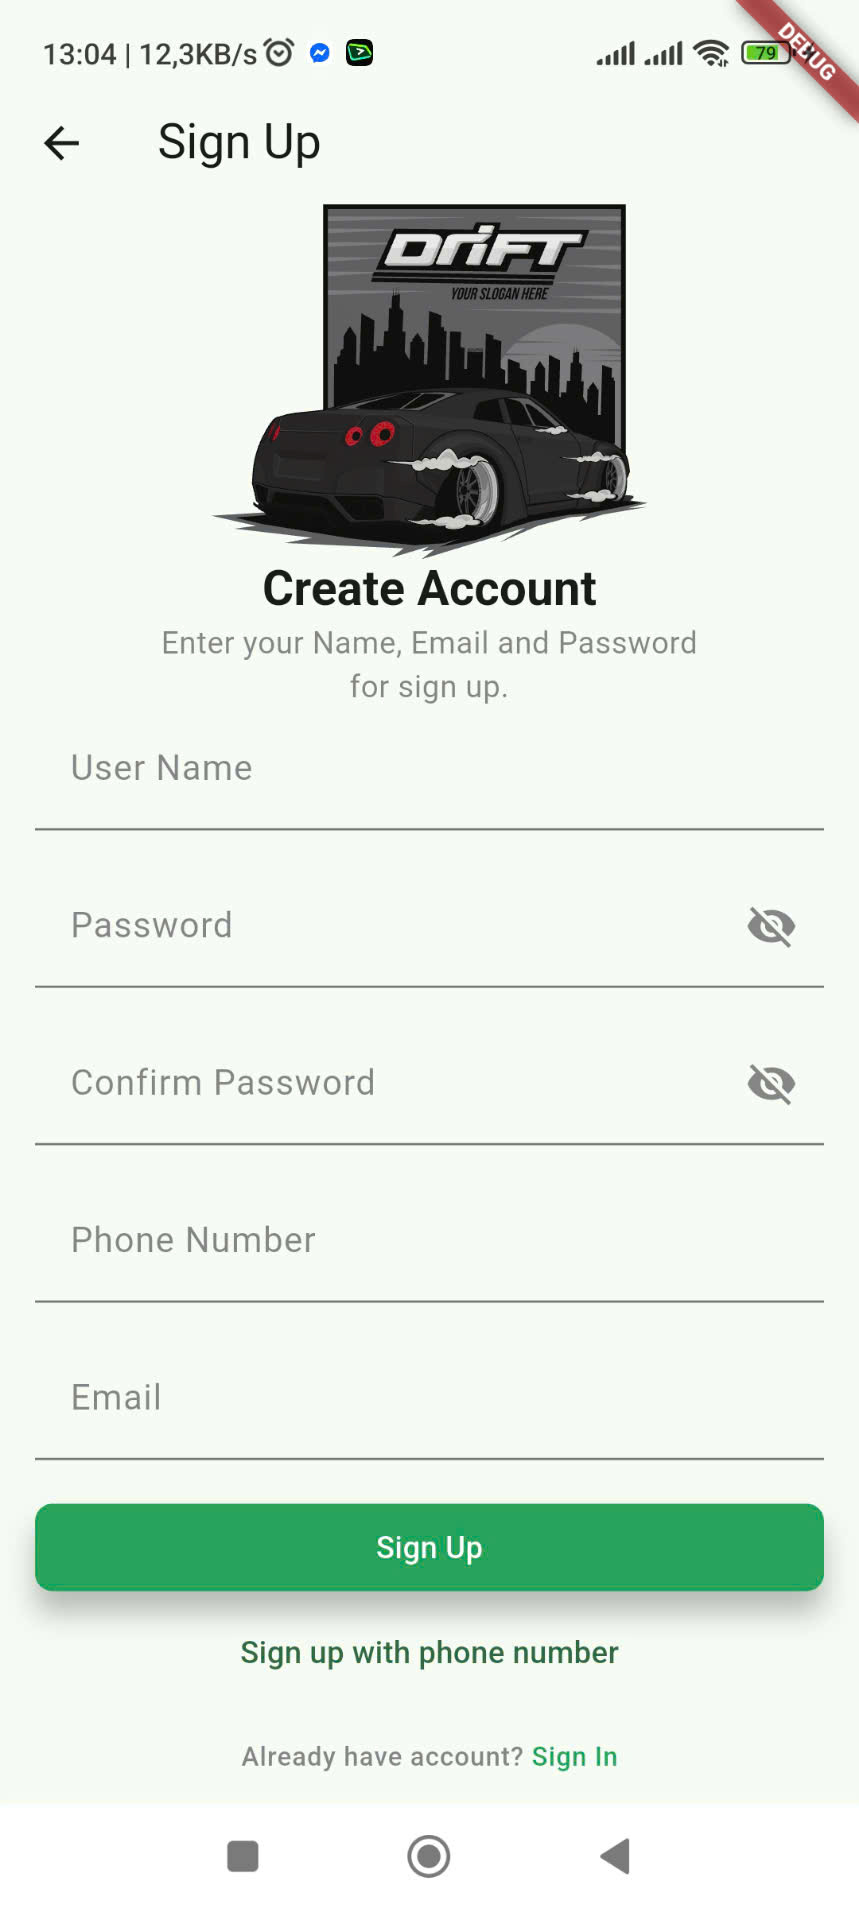 13:04 | 12,3KB/s
79
DEBUG
Sign Up
DRIFT
YOUR SLOGAN HERE
Create Account
Enter your Name, Email and Password
for sign up.
User Name
Password
Confirm Password
Phone Number
Email
Sign Up
Sign up with phone number
Already have account? Sign In